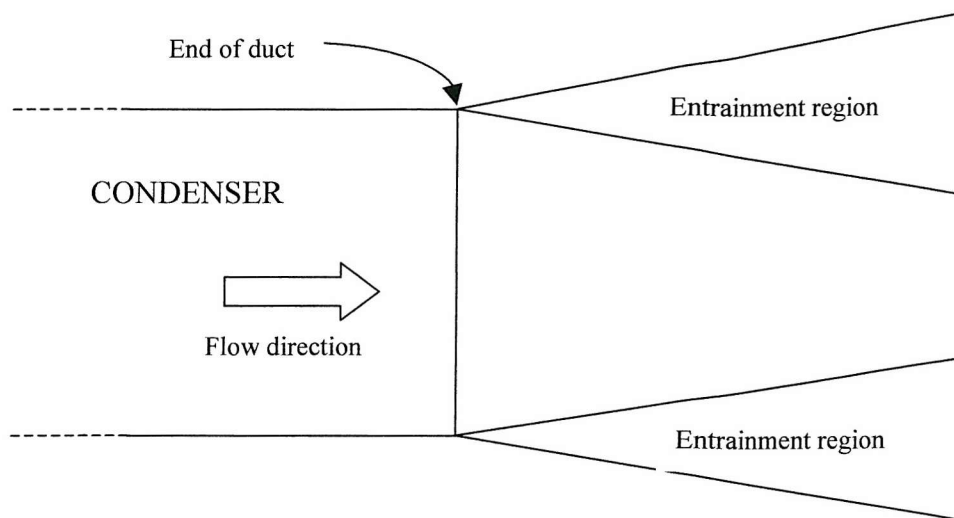 End of duct
Entrainment region
CONDENSER
Flow direction
Entrainment region